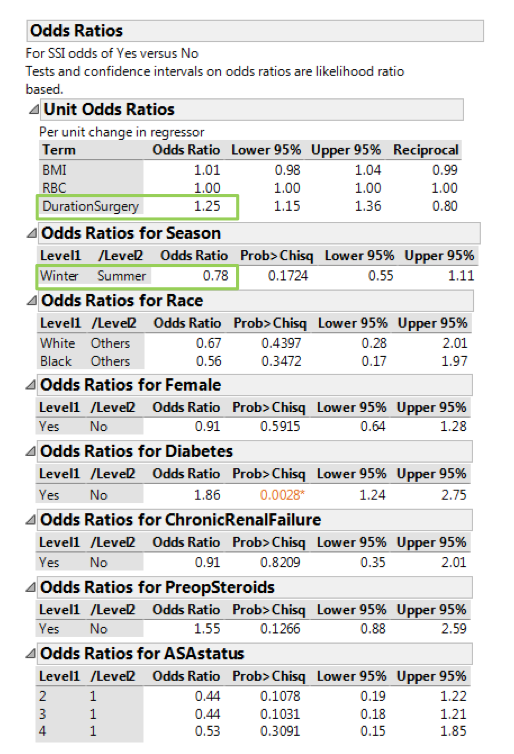 Odds Ratios
For SSI odds of Yes versus No
Tests and confidence intervals on odds ratios are likelihood ratio
based.
Unit Odds Ratios
Per unit change in regressor
Term Odds Ratio Lower 95% Upper 95% Reciprocal
BMI 1.01 0.98 1.04 0.99
RBC 1.00 1.00 1.00 1.00
DurationSurgery 1.25 1.15 1.36 0.80
Odds Ratios for Season
Level1 /Level2 Odds Ratio Prob>Chisq Lower 95% Upper 95%
Winter Summer 0.78 0.1724 0.55 1.11
Odds Ratios for Race
Level1 /Level2 Odds Ratio Prob>Chisq Lower 95% Upper 95%
White Others 0.67 0.4397 0.28 2.01
Black Others 0.56 0.3472 0.17 1.97
Odds Ratios for Female
Level1 /Level2 Odds Ratio Prob>Chisq Lower 95% Upper 95%
Yes No 0.91 0.5915 0.64 1.28
Odds Ratios for Diabetes
Level1 /Level2 Odds Ratio Prob>Chisq Lower 95% Upper 95%
Yes No 1.86 0.0028* 1.24 2.75
Odds Ratios for ChronicRenalFailure
Level1 /Level2 Odds Ratio Prob>Chisq Lower 95% Upper 95%
Yes No 0.91 0.8209 0.35 2.01
Odds Ratios for PreopSteroids
Level1 /Level2 Odds Ratio Prob>Chisq Lower 95% Upper 95%
Yes No 1.55 0.1266 0.88 2.59
Odds Ratios for ASAstatus
Level1 /Level2 Odds Ratio Prob>Chisq Lower 95% Upper 95%
2 1 0.44 0.1078 0.19 1.22
3 1 0.44 0.1031 0.18 1.21
4 1 0.53 0.3091 0.15 1.85